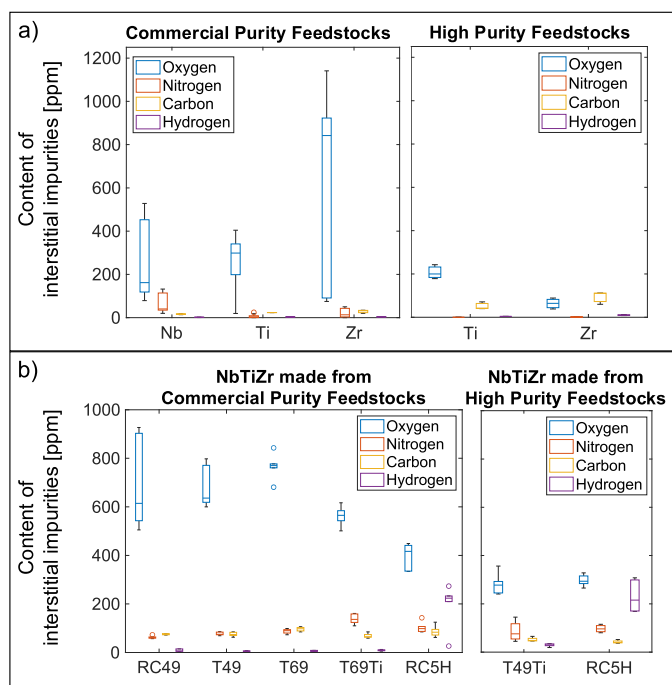 a)
Commercial Purity Feedstocks
High Purity Feedstocks
Content of
interstitial impurities [ppm]
1200
1000
800
600
400
200
0
Oxygen
Nitrogen
Carbon
Hydrogen
Nb
Ti
Zr
Oxygen
Nitrogen
Carbon
Hydrogen
Ti
Zr
b)
NbTiZr made from
Commercial Purity Feedstocks
NbTiZr made from
High Purity Feedstocks
Content of
interstitial impurities [ppm]
1000
800
600
400
200
0
Oxygen
Nitrogen
Carbon
Hydrogen
RC49
T49
T69
T69Ti
RC5H
Oxygen
Nitrogen
Carbon
Hydrogen
T49Ti
RC5H